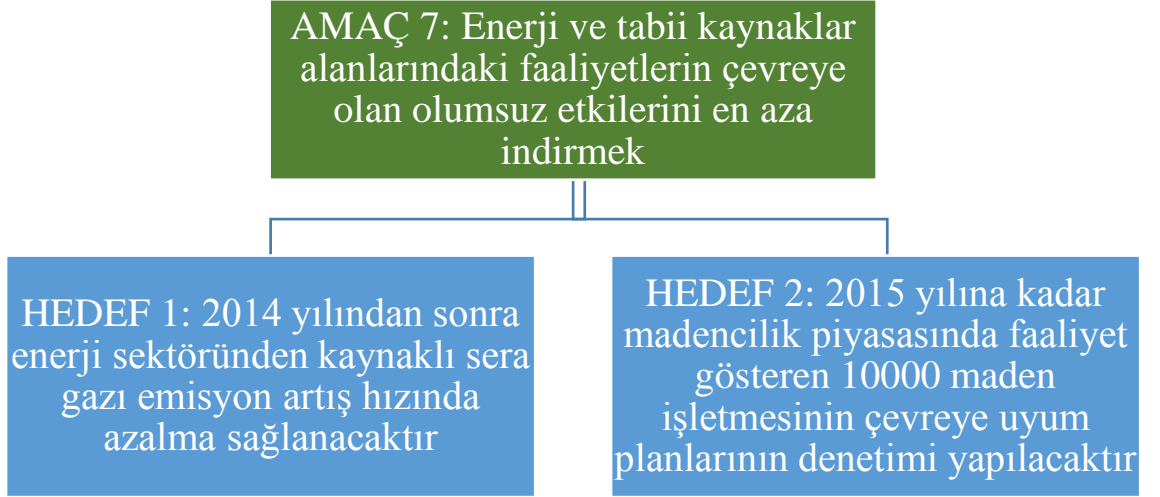 AMAÇ 7: Enerji ve tabii kaynaklar
alanlarındaki faaliyetlerin çevreye
olan olumsuz etkilerini en aza
indirmek
HEDEF 1: 2014 yılından sonra
enerji sektöründen kaynaklı sera
gazı emisyon artış hızında
azalma sağlanacaktır
HEDEF 2: 2015 yılına kadar
madencilik piyasasında faaliyet
gösteren 10000 maden
işletmesinin çevreye uyum
planlarının denetimi yapılacaktır